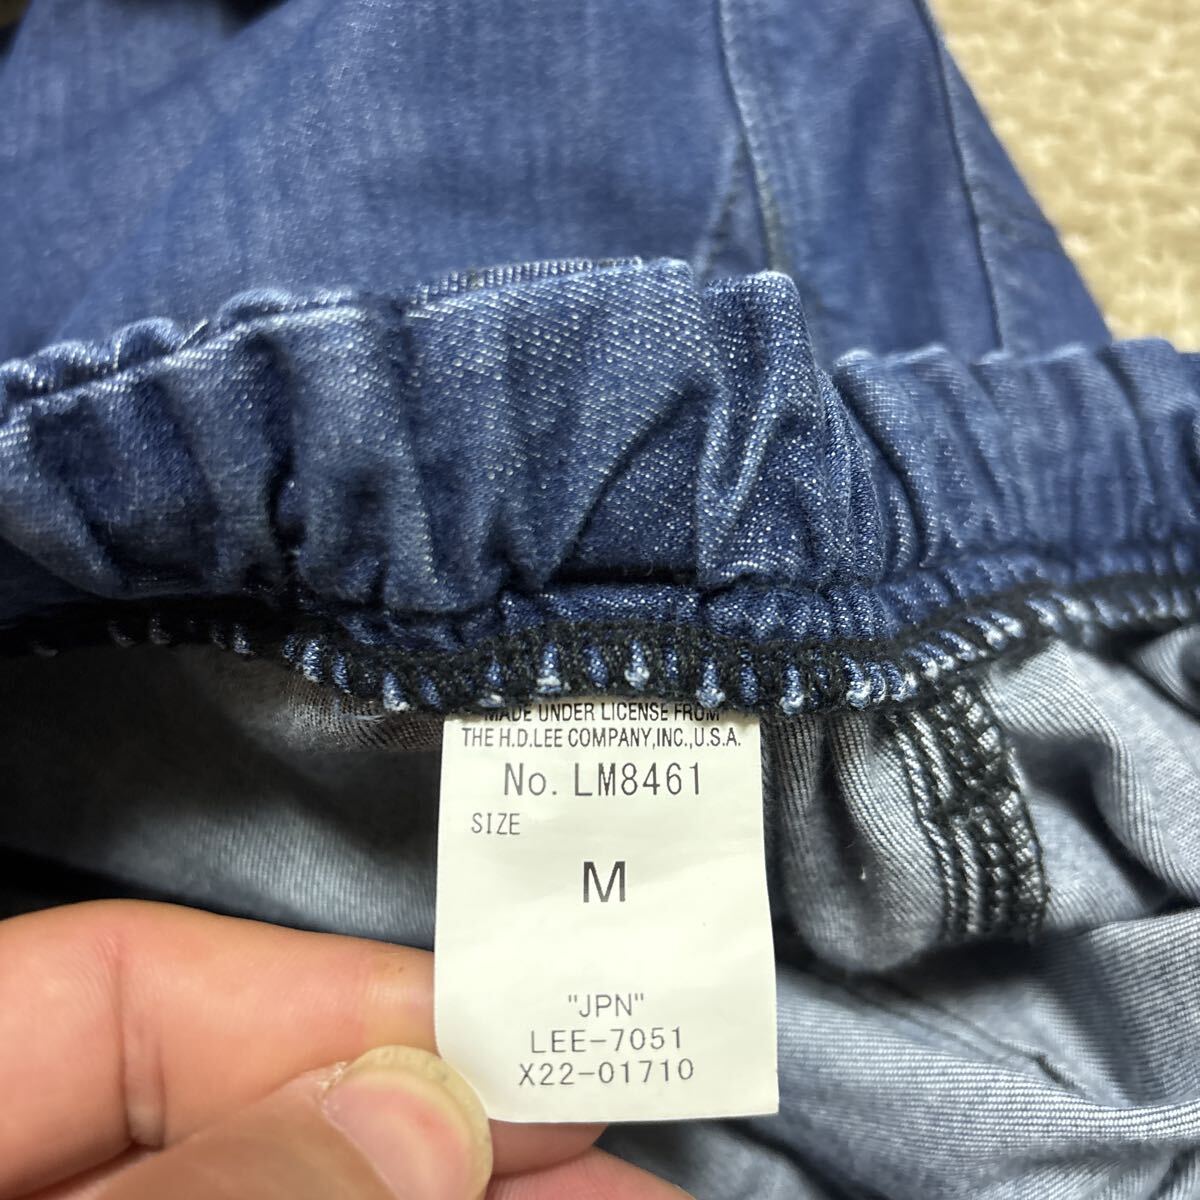 MADE UNDER LICENSE FROM
THE H.D.LEE COMPANY,INC.,U.S.A.
No. LM8461
SIZE
M
"JPN"
LEE-7051
X22-01710